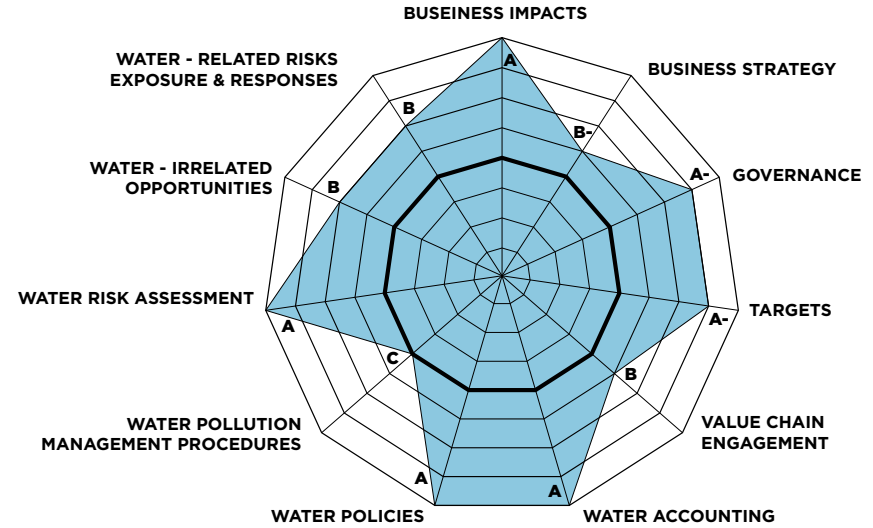 BUSEINESS IMPACTS
WATER - RELATED RISKS
EXPOSURE & RESPONSES
A
BUSINESS STRATEGY
B
B-
WATER - IRRELATED
OPPORTUNITIES
B
A-
GOVERNANCE
WATER RISK ASSESSMENT
A
A-
TARGETS
C
B
WATER POLLUTION
MANAGEMENT PROCEDURES
VALUE CHAIN
ENGAGEMENT
A
A
WATER POLICIES
WATER ACCOUNTING